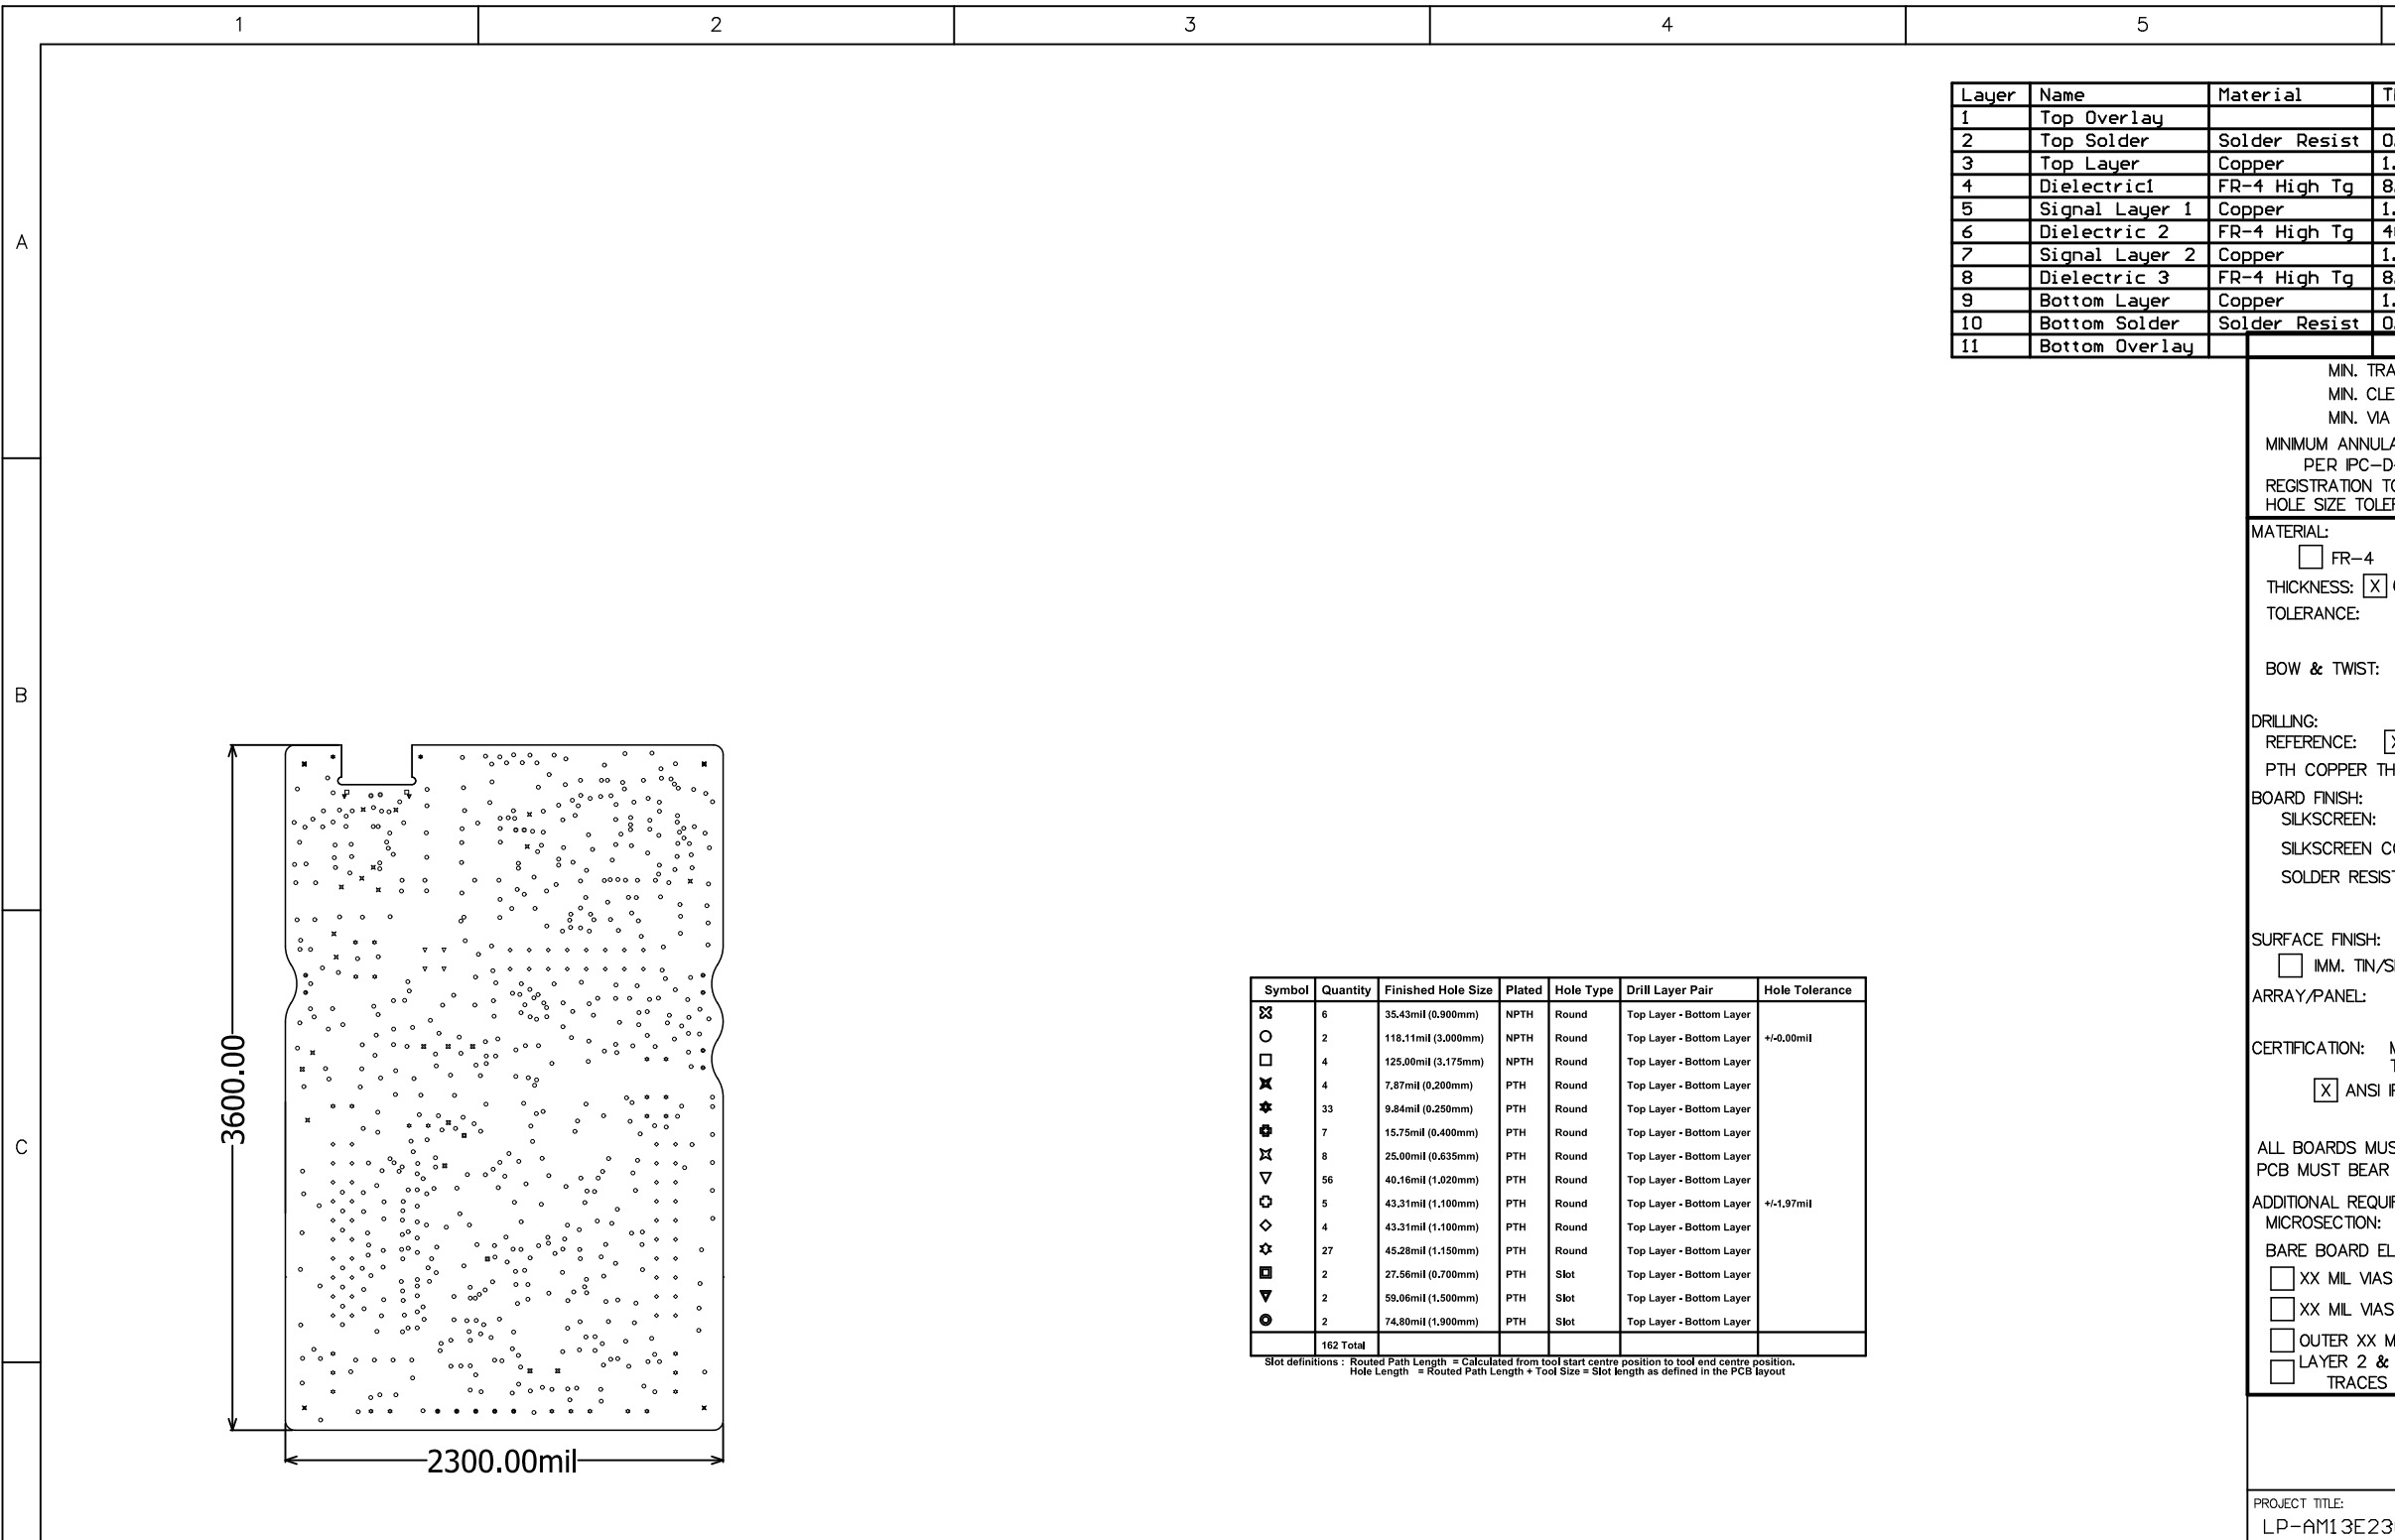 1 2 3 4 5
A
B
C
Layer Name Material
1 Top Overlay
2 Top Solder Solder Resist
3 Top Layer Copper
4 Dielectric1 FR-4 High Tg
5 Signal Layer 1 Copper
6 Dielectric 2 FR-4 High Tg
7 Signal Layer 2 Copper
8 Dielectric 3 FR-4 High Tg
9 Bottom Layer Copper
10 Bottom Solder Solder Resist
11 Bottom Overlay
MIN.
MIN.
MIN. VIA
MINIMUM
PER
REGISTRATION
HOLE SIZE
MATERIAL:
FR-4
THICKNESS: X
TOLERANCE:
BOW & TWIST:
DRILLING:
REFERENCE:
PTH COPPER
BOARD FINISH:
SILKSCREEN:
SILKSCREEN
SOLDER
SURFACE FINISH:
IMM.
ARRAY/PANEL:
CERTIFICATION:
X ANSI
ALL BOARDS
PCB MUST BEAR
ADDITIONAL
MICROSECTION:
BARE BOARD
XX MIL VIAS
XX MIL VIAS
OUTER XX
LAYER 2 &
TRACES
PROJECT TITLE:
LP-AM13E23
3600.00
2300.00mil
Symbol Quantity Finished Hole Size Plated Hole Type Drill Layer Pair Hole Tolerance
6 35.43mil (0.900mm) NPTH Round Top Layer - Bottom Layer
2 118.11mil (3.000mm) NPTH Round Top Layer - Bottom Layer +/-0.00mil
4 125.00mil (3.175mm) NPTH Round Top Layer - Bottom Layer
4 7.87mil (0.200mm) PTH Round Top Layer - Bottom Layer
33 9.84mil (0.250mm) PTH Round Top Layer - Bottom Layer
7 15.75mil (0.400mm) PTH Round Top Layer - Bottom Layer
8 25.00mil (0.635mm) PTH Round Top Layer - Bottom Layer
56 40.16mil (1.020mm) PTH Round Top Layer - Bottom Layer
5 43.31mil (1.100mm) PTH Round Top Layer - Bottom Layer +/-1.97mil
4 43.31mil (1.100mm) PTH Round Top Layer - Bottom Layer
27 45.28mil (1.150mm) PTH Round Top Layer - Bottom Layer
2 27.56mil (0.700mm) PTH Slot Top Layer - Bottom Layer
2 59.06mil (1.500mm) PTH Slot Top Layer - Bottom Layer
2 74.80mil (1.900mm) PTH Slot Top Layer - Bottom Layer
162 Total
Slot definitions : Routed Path Length = Calculated from tool start centre position to tool end centre position.
Hole Length = Routed Path Length + Tool Size = Slot length as defined in the PCB layout